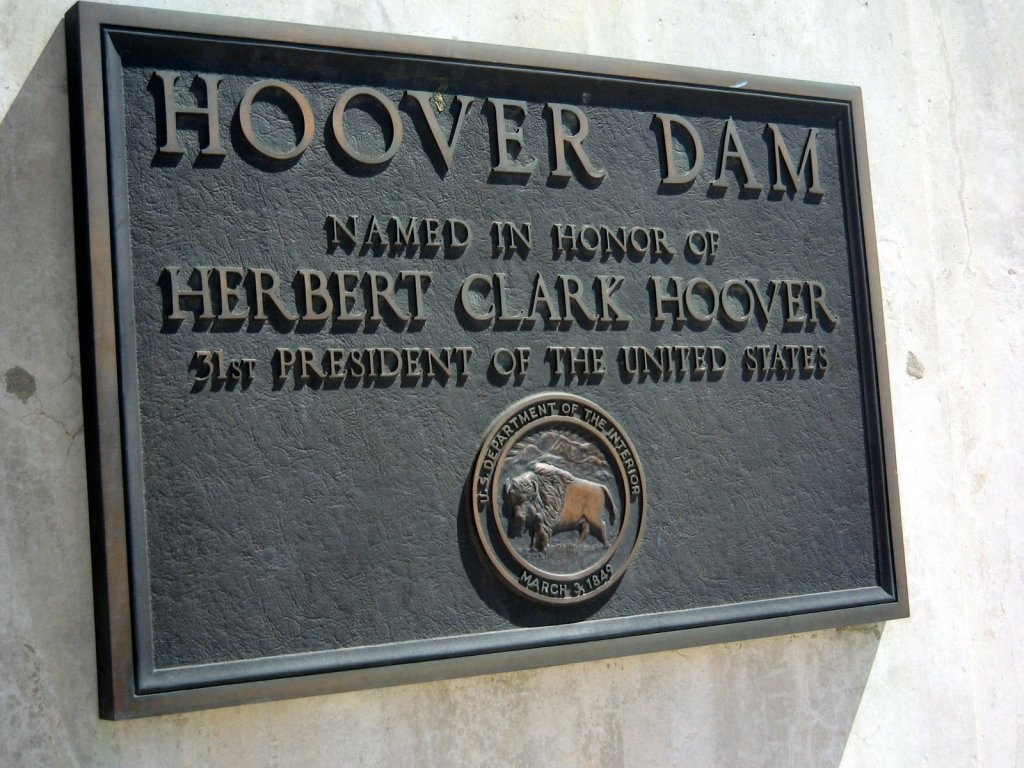 HOOVER DAM
NAMED IN HONOR OF
HERBERT CLARK HOOVER
31ST PRESIDENT OF THE UNITED STATES
U.S. DEPARTMENT OF THE INTERIOR
MARCH 3, 1849